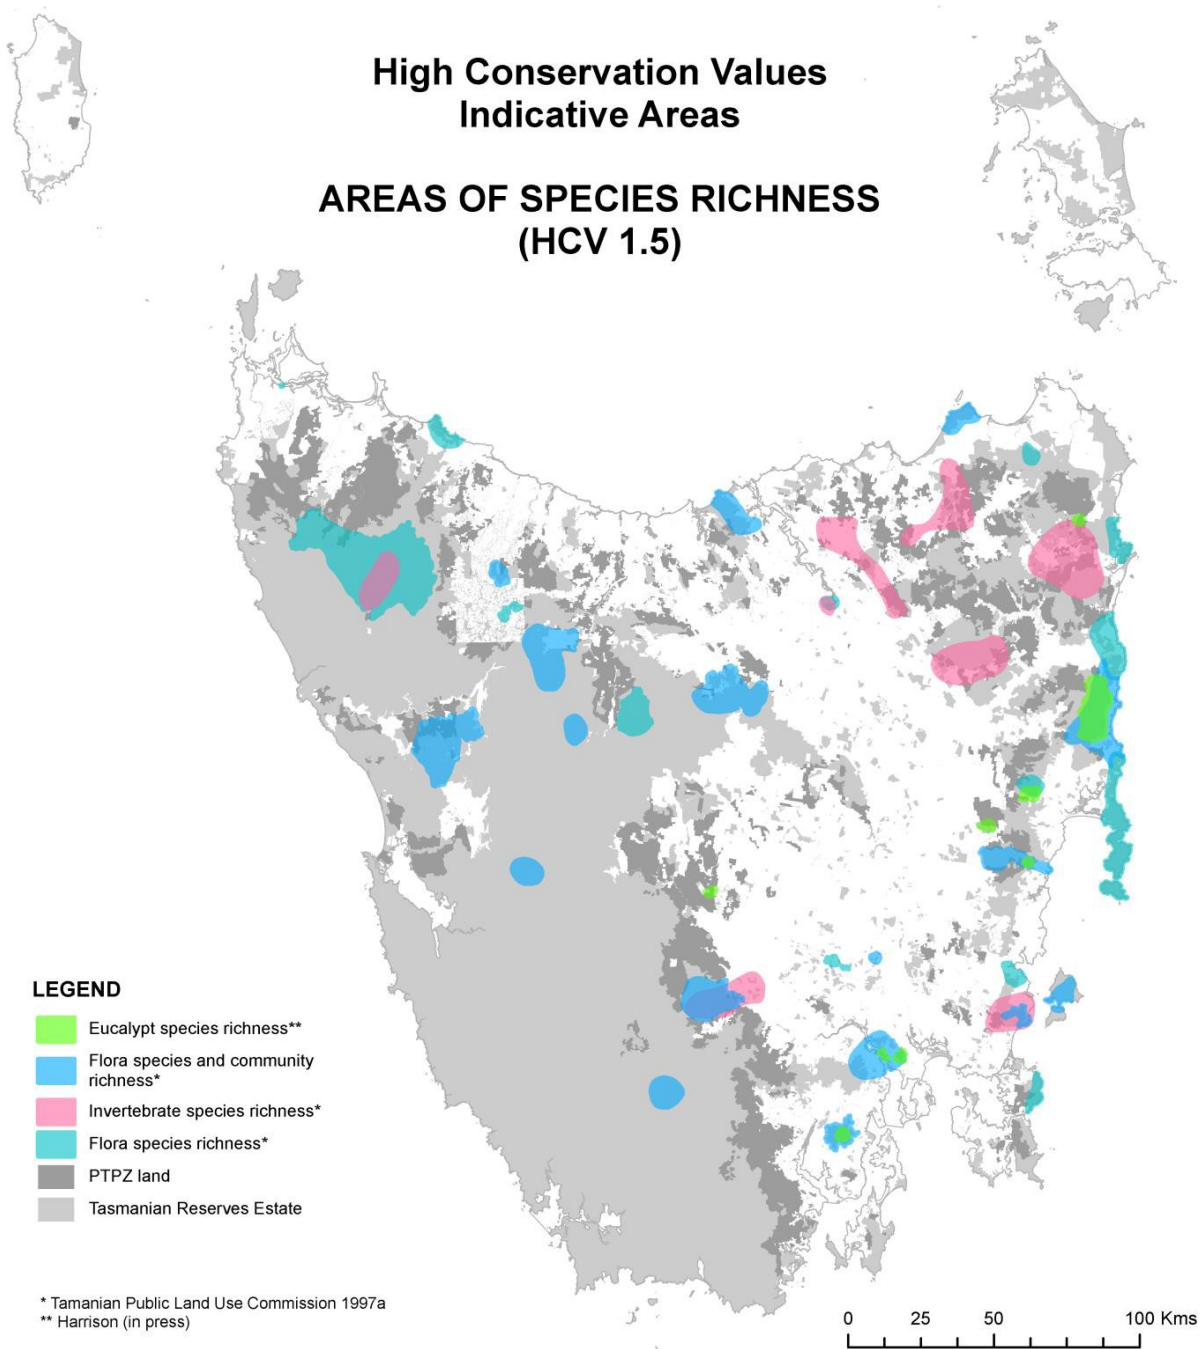 High Conservation Values
Indicative Areas
AREAS OF SPECIES RICHNESS
(HCV 1.5)
LEGEND
Eucalypt species richness**
Flora species and community
richness*
Invertebrate species richness*
Flora species richness*
PTPZ land
Tasmanian Reserves Estate
* Tamanian Public Land Use Commission 1997a
** Harrison (in press)
0 25 50 100 Kms